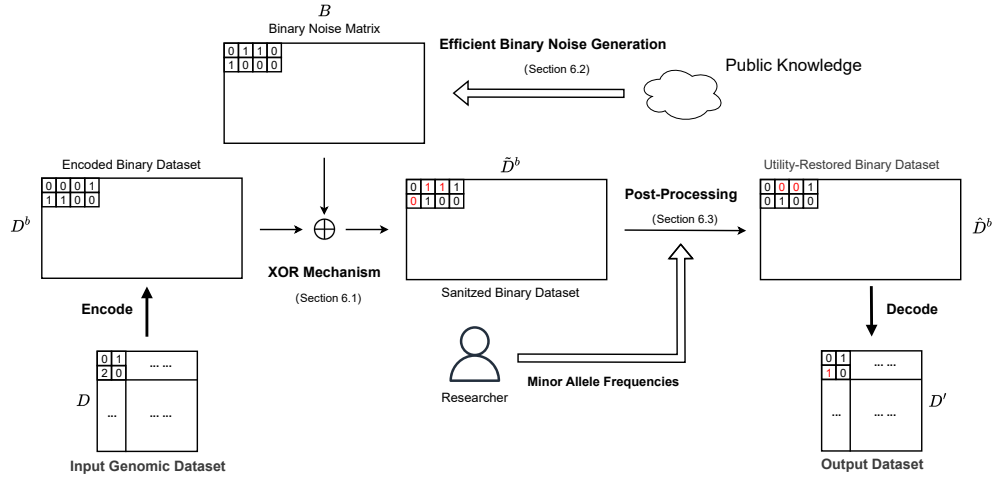 B
Binary Noise Matrix
0 1 1 0
1 0 0 0
Efficient Binary Noise Generation
(Section 6.2)
Public Knowledge
Encoded Binary Dataset
0 0 0 1
1 1 0 0
D^b
⊕
XOR Mechanism
(Section 6.1)
D̃^b
0 1 1 1
0 1 0 0
Sanitzed Binary Dataset
Post-Processing
(Section 6.3)
Utility-Restored Binary Dataset
0 0 0 1
0 1 0 0
D̂^b
Encode
Decode
0 1 ... ...
2 0
... ... ...
D
Input Genomic Dataset
Researcher
Minor Allele Frequencies
0 1 ... ...
1 0
... ... ...
D′
Output Dataset